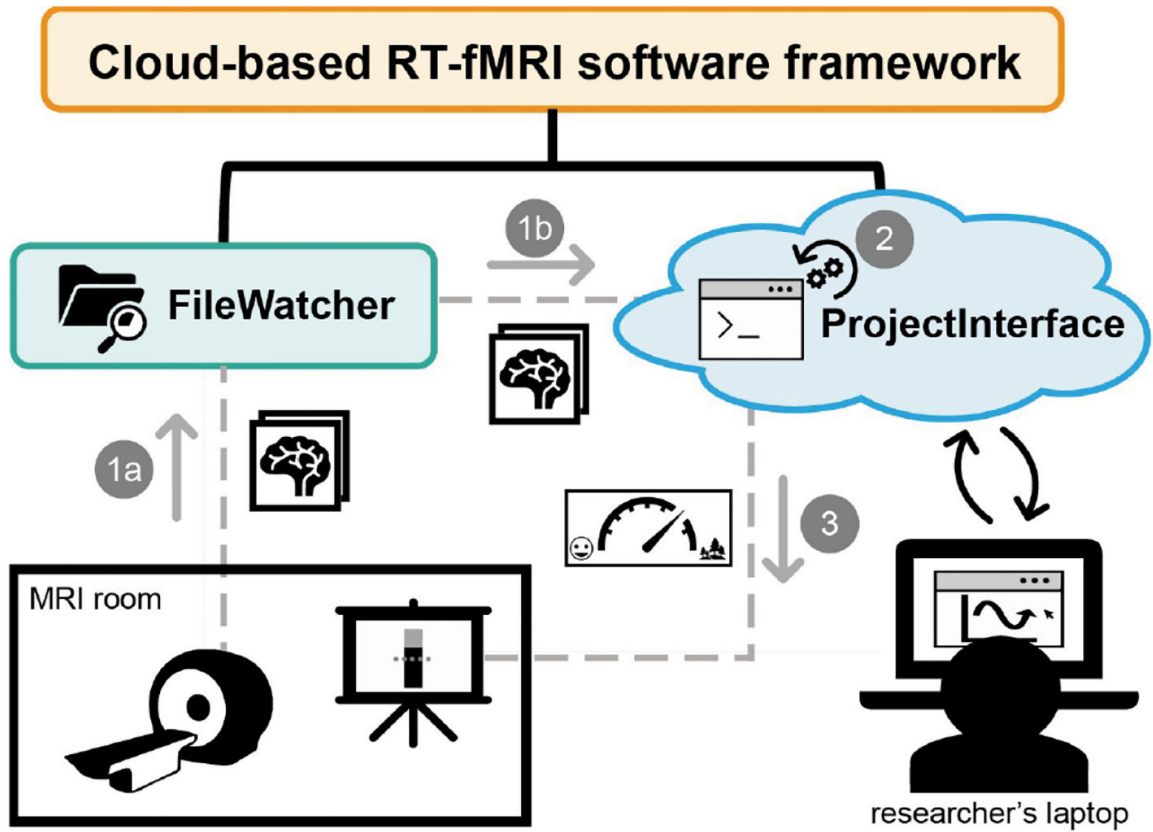 Cloud-based RT-fMRI software framework
1b
2
FileWatcher
>_
ProjectInterface
1a
3
MRI room
researcher's laptop